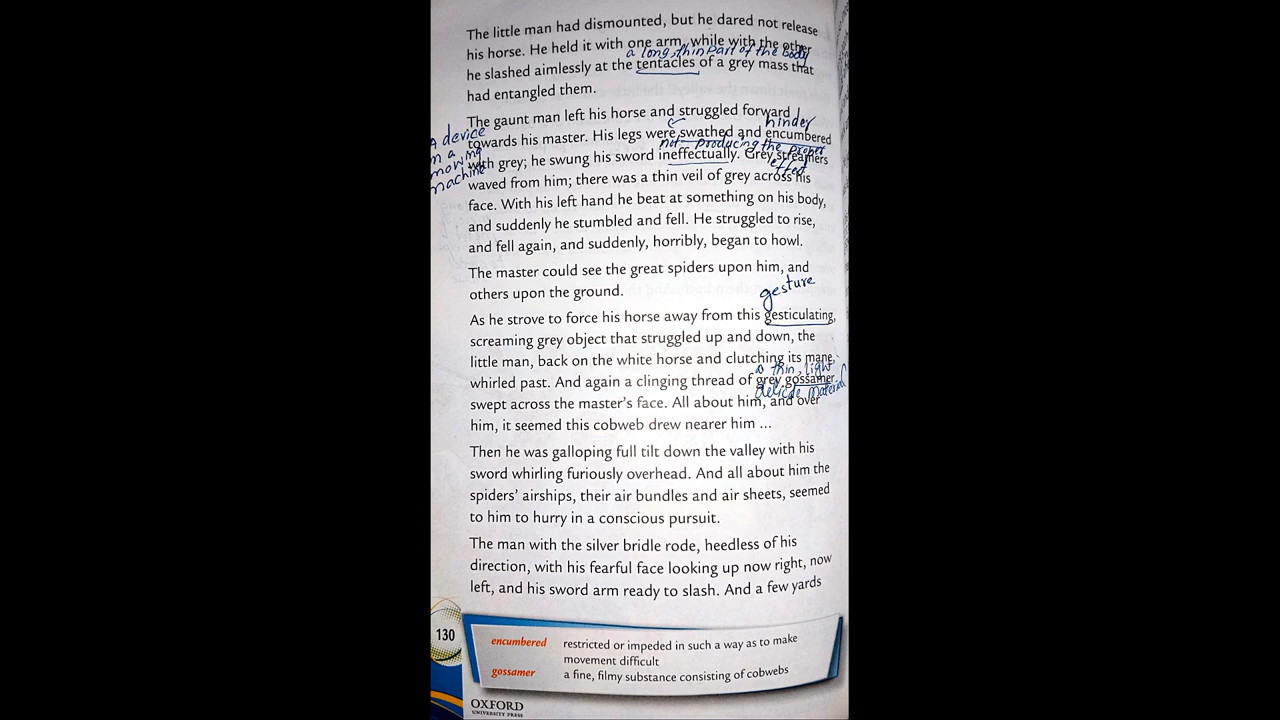 The little man had dismounted, but he dared not release
his horse. He held it with one arm, while with the other
a long, thin part of the body
he slashed aimlessly at the tentacles of a grey mass that
had entangled them.
The gaunt man left his horse and struggled forward
hinder
A device
in a
mowing
machine
towards his master. His legs were swathed and encumbered
not producing the proper
effect
with grey; he swung his sword ineffectually. Grey streamers
waved from him; there was a thin veil of grey across his
face. With his left hand he beat at something on his body,
and suddenly he stumbled and fell. He struggled to rise,
and fell again, and suddenly, horribly, began to howl.
The master could see the great spiders upon him, and
others upon the ground.
gesture
As he strove to force his horse away from this gesticulating,
screaming grey object that struggled up and down, the
little man, back on the white horse and clutching its mane,
a thin, light
whirled past. And again a clinging thread of grey gossamer
delicate material
swept across the master's face. All about him, and over
him, it seemed this cobweb drew nearer him ...
Then he was galloping full tilt down the valley with his
sword whirling furiously overhead. And all about him the
spiders' airships, their air bundles and air sheets, seemed
to him to hurry in a conscious pursuit.
The man with the silver bridle rode, heedless of his
direction, with his fearful face looking up now right, now
left, and his sword arm ready to slash. And a few yards
130
encumbered restricted or impeded in such a way as to make
movement difficult
gossamer a fine, filmy substance consisting of cobwebs
OXFORD
UNIVERSITY PRESS